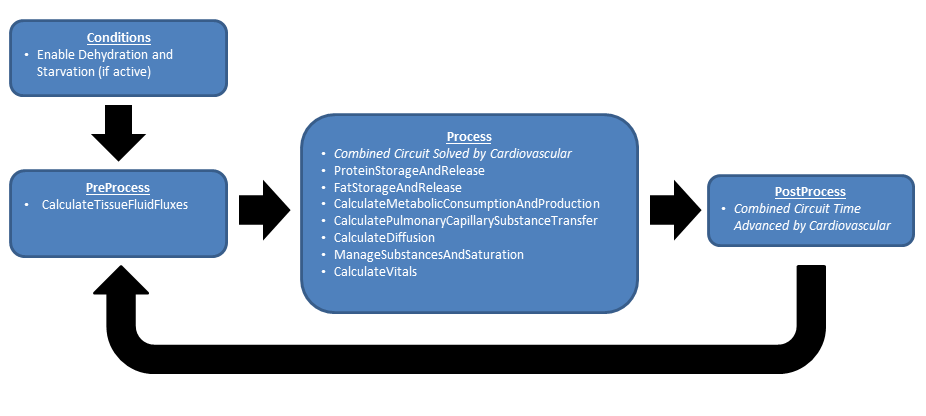 Conditions
• Enable Dehydration and
Starvation (if active)
PreProcess
• CalculateTissueFluidFluxes
Process
• Combined Circuit Solved by Cardiovascular
• ProteinStorageAndRelease
• FatStorageAndRelease
• CalculateMetabolicConsumptionAndProduction
• CalculatePulmonaryCapillarySubstanceTransfer
• CalculateDiffusion
• ManageSubstancesAndSaturation
• CalculateVitals
PostProcess
• Combined Circuit Time
Advanced by Cardiovascular